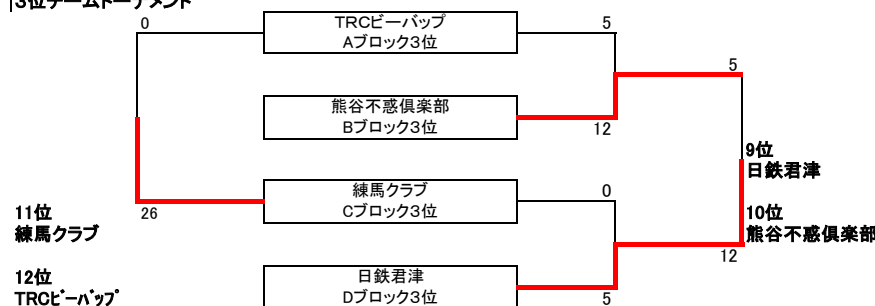 3位チームトーナメント
0
TRCビーバップ
Aブロック3位
5
5
熊谷不惑倶楽部
Bブロック3位
12
9位
日鉄君津
練馬クラブ
Cブロック3位
0
26
11位
練馬クラブ
10位
熊谷不惑倶楽部
12
12位
TRCビーバップ
日鉄君津
Dブロック3位
5